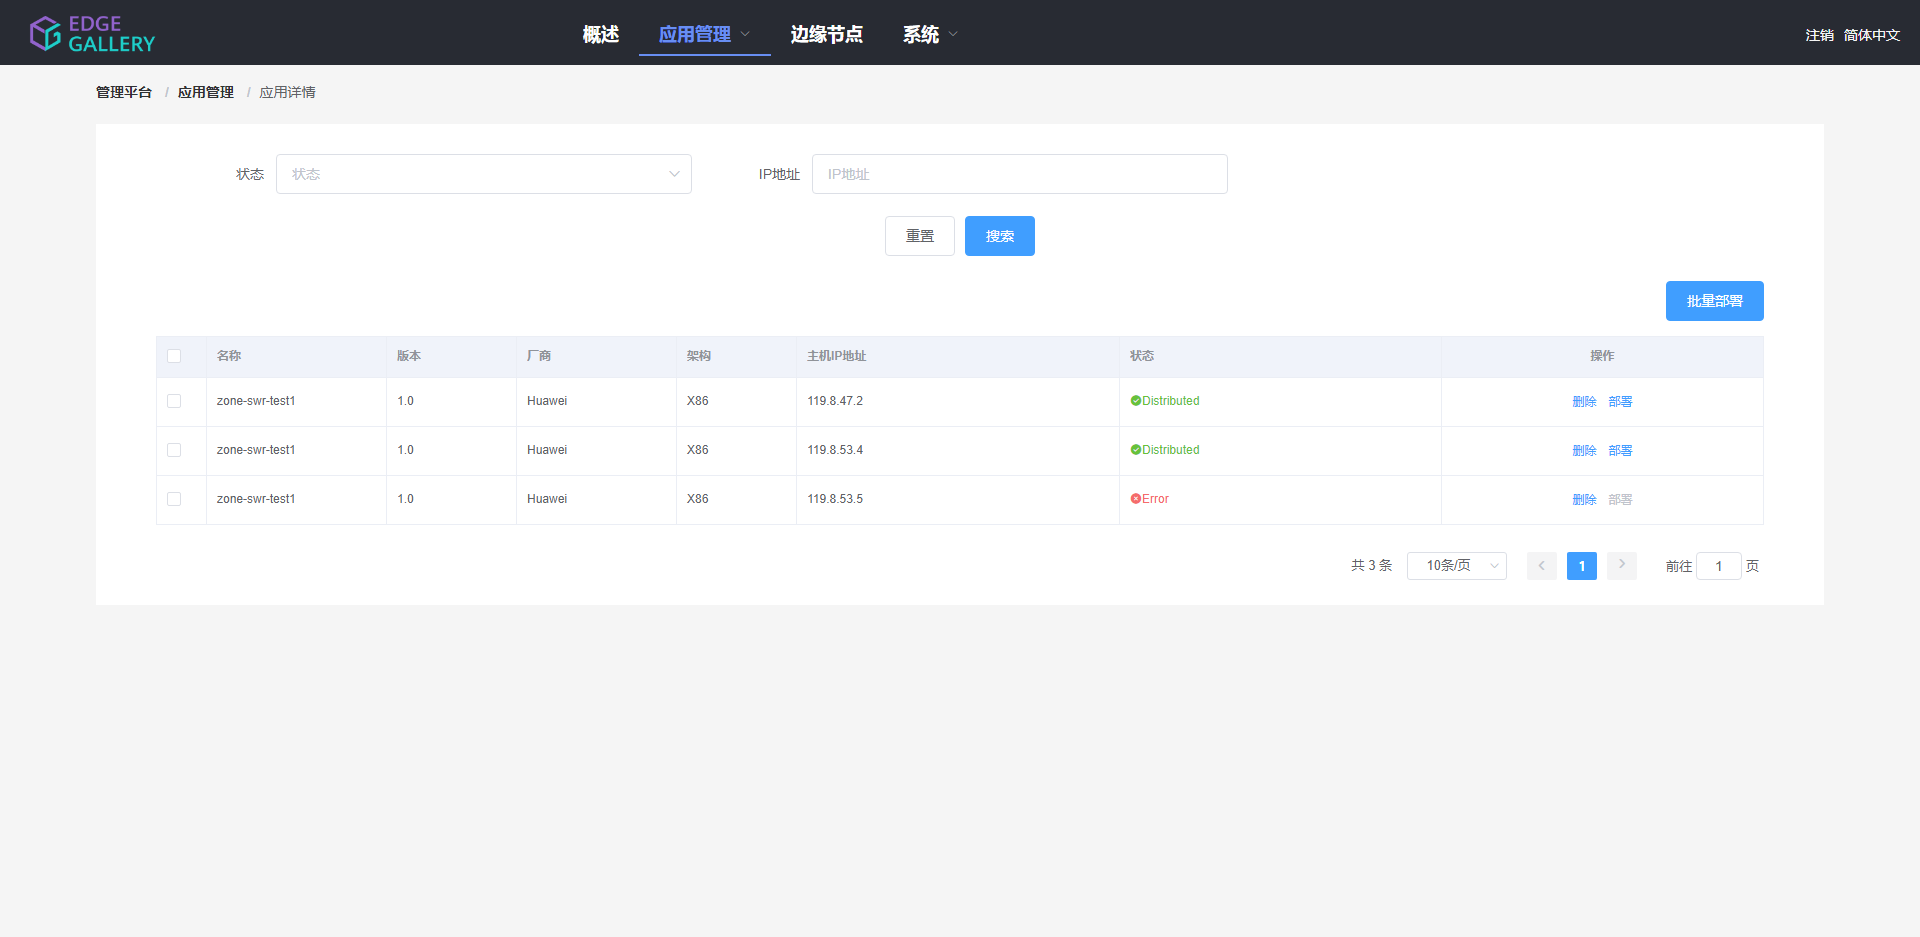 EDGE
GALLERY
概述 应用管理 边缘节点 系统
注销 简体中文
管理平台 / 应用管理 / 应用详情
状态 状态 IP地址 IP地址
重置 搜索
批量部署
名称 版本 厂商 架构 主机IP地址 状态 操作
zone-swr-test1 1.0 Huawei X86 119.8.47.2 Distributed 删除 部署
zone-swr-test1 1.0 Huawei X86 119.8.53.4 Distributed 删除 部署
zone-swr-test1 1.0 Huawei X86 119.8.53.5 Error 删除 部署
共 3 条 10条/页 1 前往 1 页